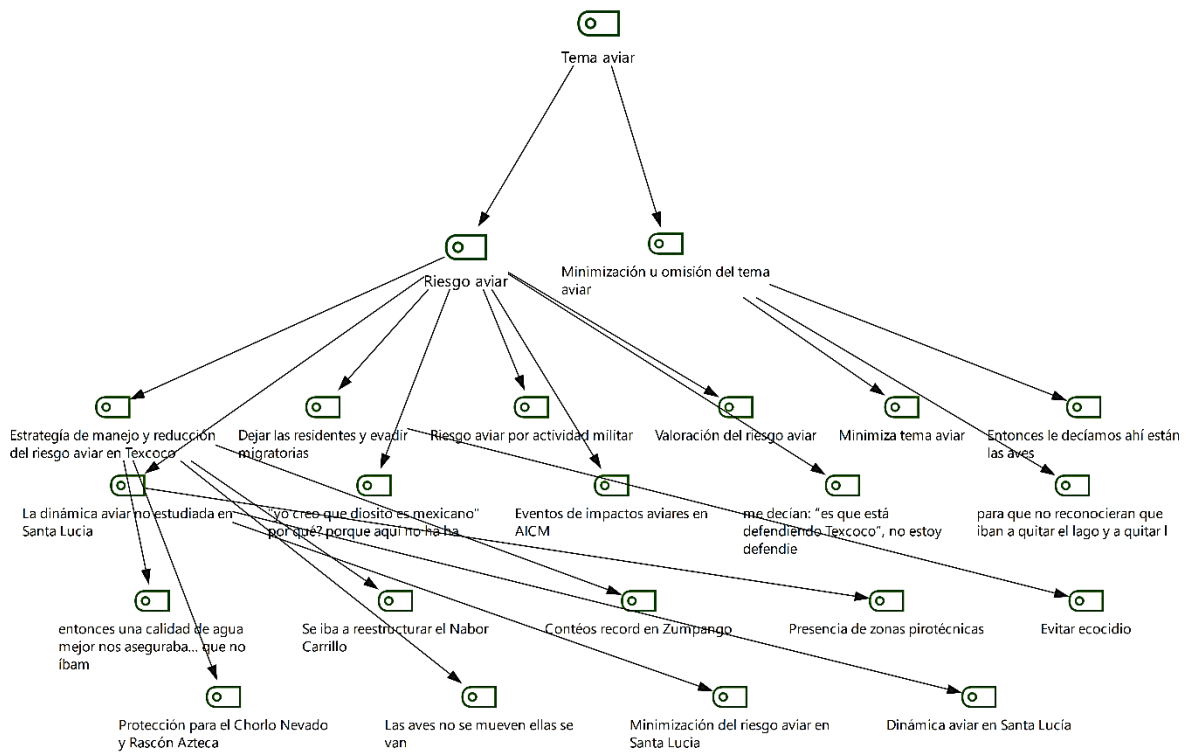 Tema aviar
Riesgo aviar
Minimización u omisión del tema
aviar
Estrategía de manejo y reducción
del riesgo aviar en Texcoco
Dejar las residentes y evadir
migratorias
Riesgo aviar por actividad militar
Valoración del riesgo aviar
Minimiza tema aviar
Entonces le decíamos ahí están
las aves
La dinámica aviar no estudiada en
Santa Lucia
"yo creo que diosito es mexicano"
por qué? porque aquí no ha ha
Eventos de impactos aviares en
AICM
me decían: "es que está
defendiendo Texcoco", no estoy
defendie
para que no reconocieran que
iban a quitar el lago y a quitar l
entonces una calidad de agua
mejor nos aseguraba... que no
íbam
Se iba a reestructurar el Nabor
Carrillo
Contéos record en Zumpango
Presencia de zonas pirotécnicas
Evitar ecocidio
Protección para el Chorlo Nevado
y Rascón Azteca
Las aves no se mueven ellas se
van
Minimización del riesgo aviar en
Santa Lucia
Dinámica aviar en Santa Lucía